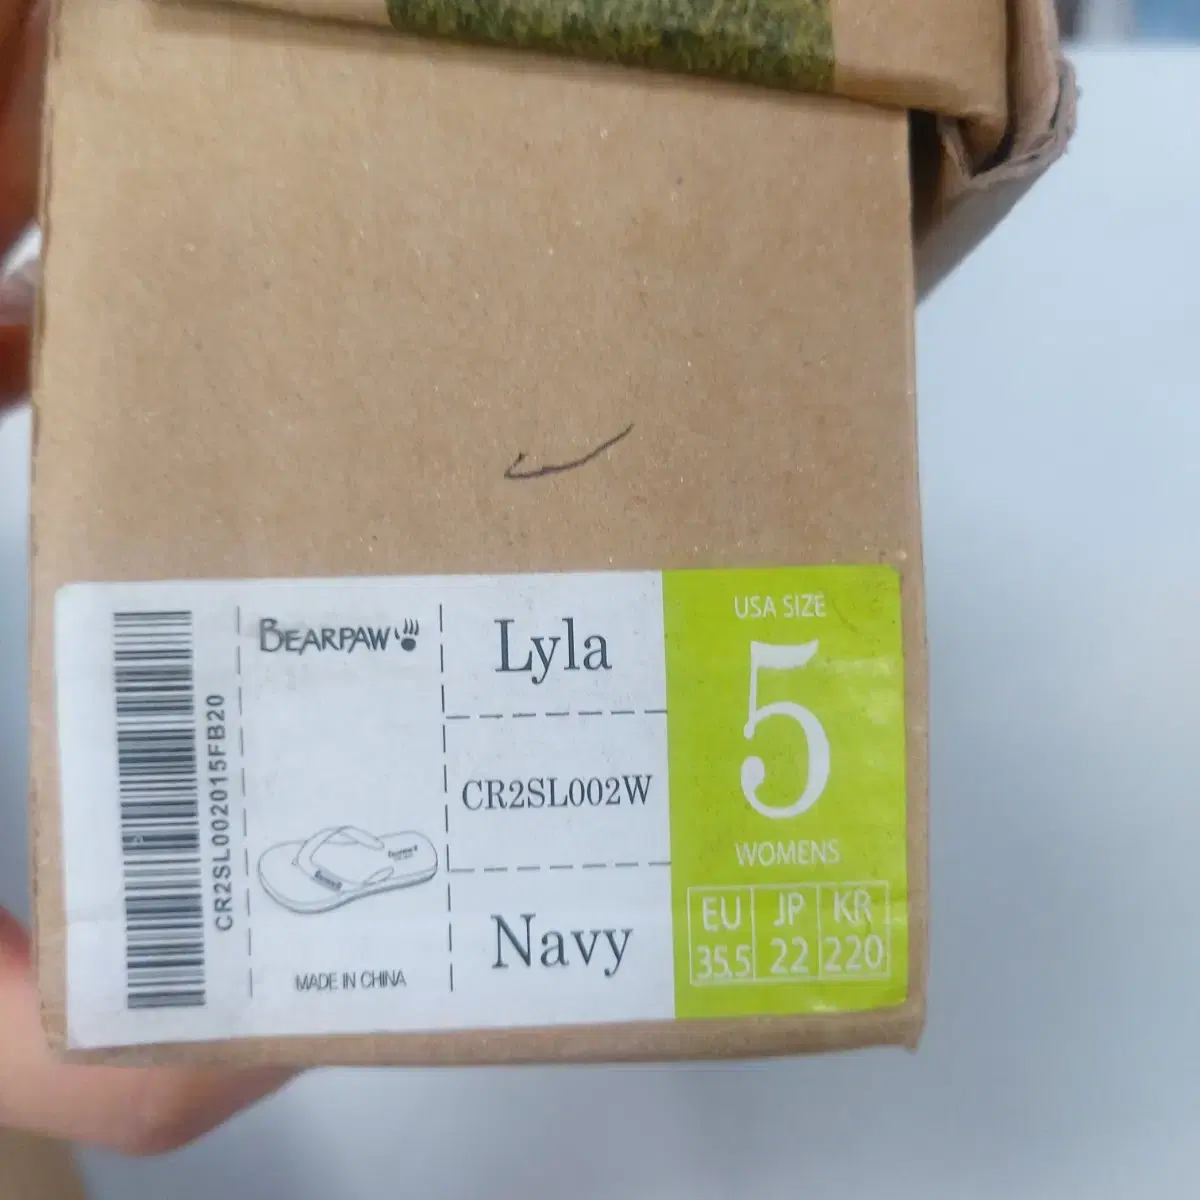 CR2SL002015FB20
BEARPAW
MADE IN CHINA
Lyla
CR2SL002W
Navy
USA SIZE
5
WOMENS
EU JP KR
35.5 22 220